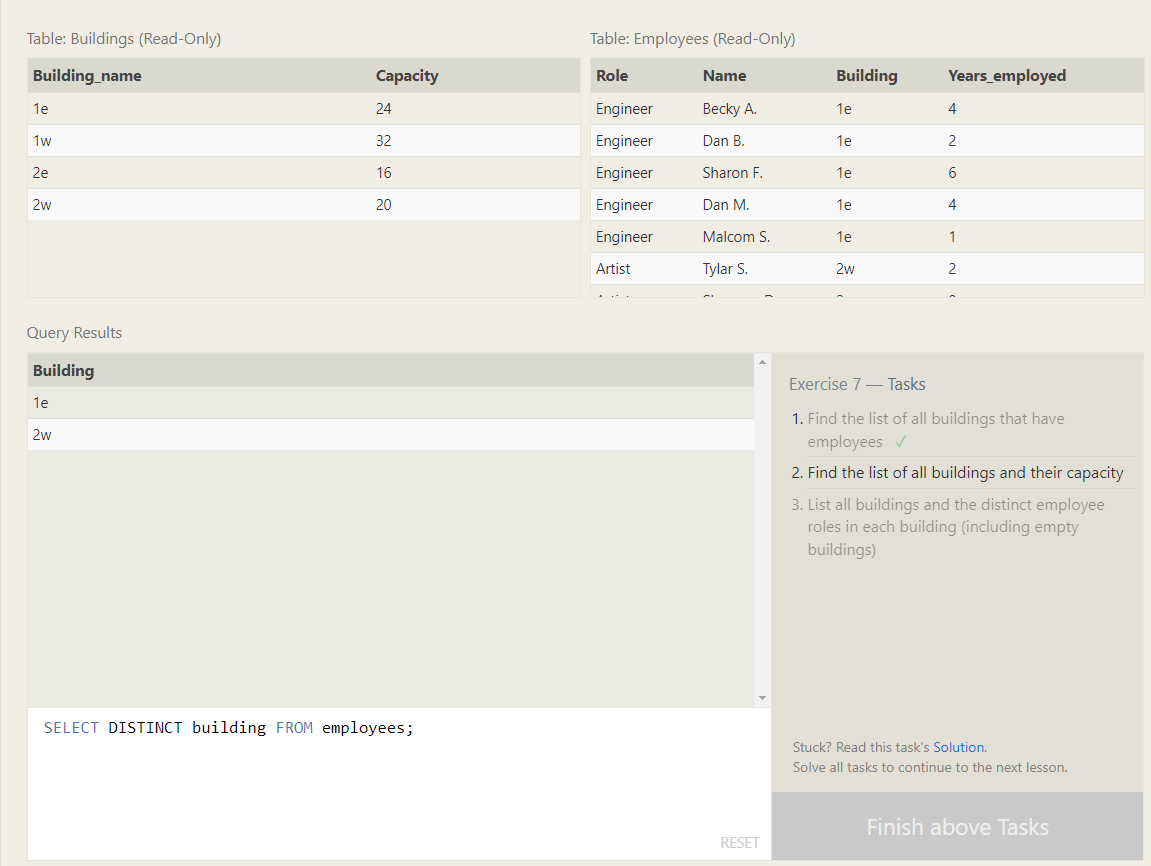 Table: Buildings (Read-Only)
Building_name Capacity
1e 24
1w 32
2e 16
2w 20
Table: Employees (Read-Only)
Role Name Building Years_employed
Engineer Becky A. 1e 4
Engineer Dan B. 1e 2
Engineer Sharon F. 1e 6
Engineer Dan M. 1e 4
Engineer Malcom S. 1e 1
Artist Tylar S. 2w 2
Query Results
Building
1e
2w
SELECT DISTINCT building FROM employees;
RESET
Exercise 7 — Tasks
1. Find the list of all buildings that have
employees ✓
2. Find the list of all buildings and their capacity
3. List all buildings and the distinct employee
roles in each building (including empty
buildings)
Stuck? Read this task's Solution.
Solve all tasks to continue to the next lesson.
Finish above Tasks